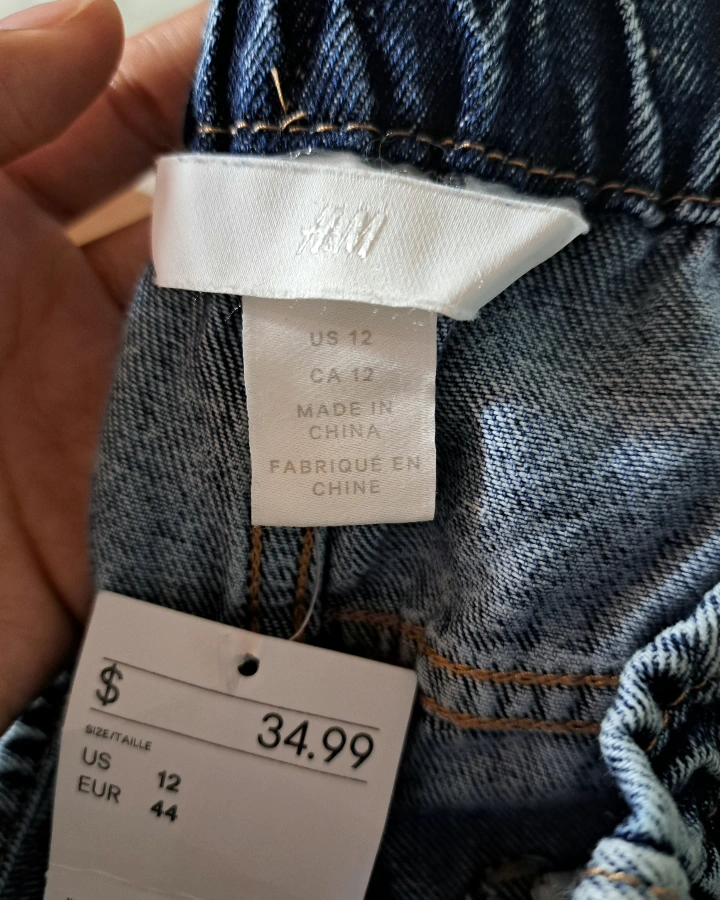 H&M
US 12
CA 12
MADE IN
CHINA
FABRIQUÉ EN
CHINE
$
34.99
SIZE/TAILLE
US 12
EUR 44